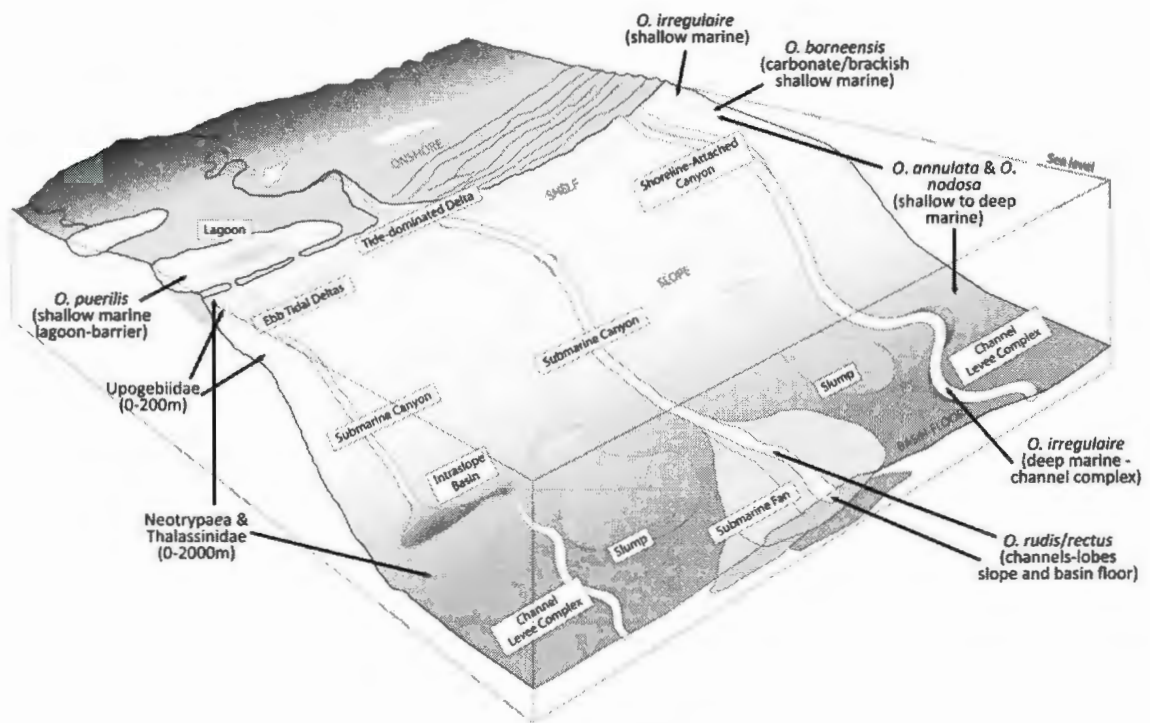 O. irregulaire
(shallow marine)
O. borneensis
(carbonate/brackish
shallow marine)
ONSHORE
Sea level
Shoreline-Attached
Canyon
SHELF
O. annulata & O.
nodosa
(shallow to deep
marine)
Lagoon
Tide-dominated Delta
SLOPE
O. puerilis
(shallow marine
lagoon-barrier)
Ebb Tidal Deltas
Submarine Canyon
Channel
Levee Complex
Upogebiidae
(0-200m)
Slump
Submarine Canyon
BASIN FLOOR
O. irregulaire
(deep marine -
channel complex)
Intraslope
Basin
Neotrypaea &
Thalassinidae
(0-2000m)
Submarine Fan
Slump
O. rudis/rectus
(channels-lobes
slope and basin floor)
Channel
Levee Complex